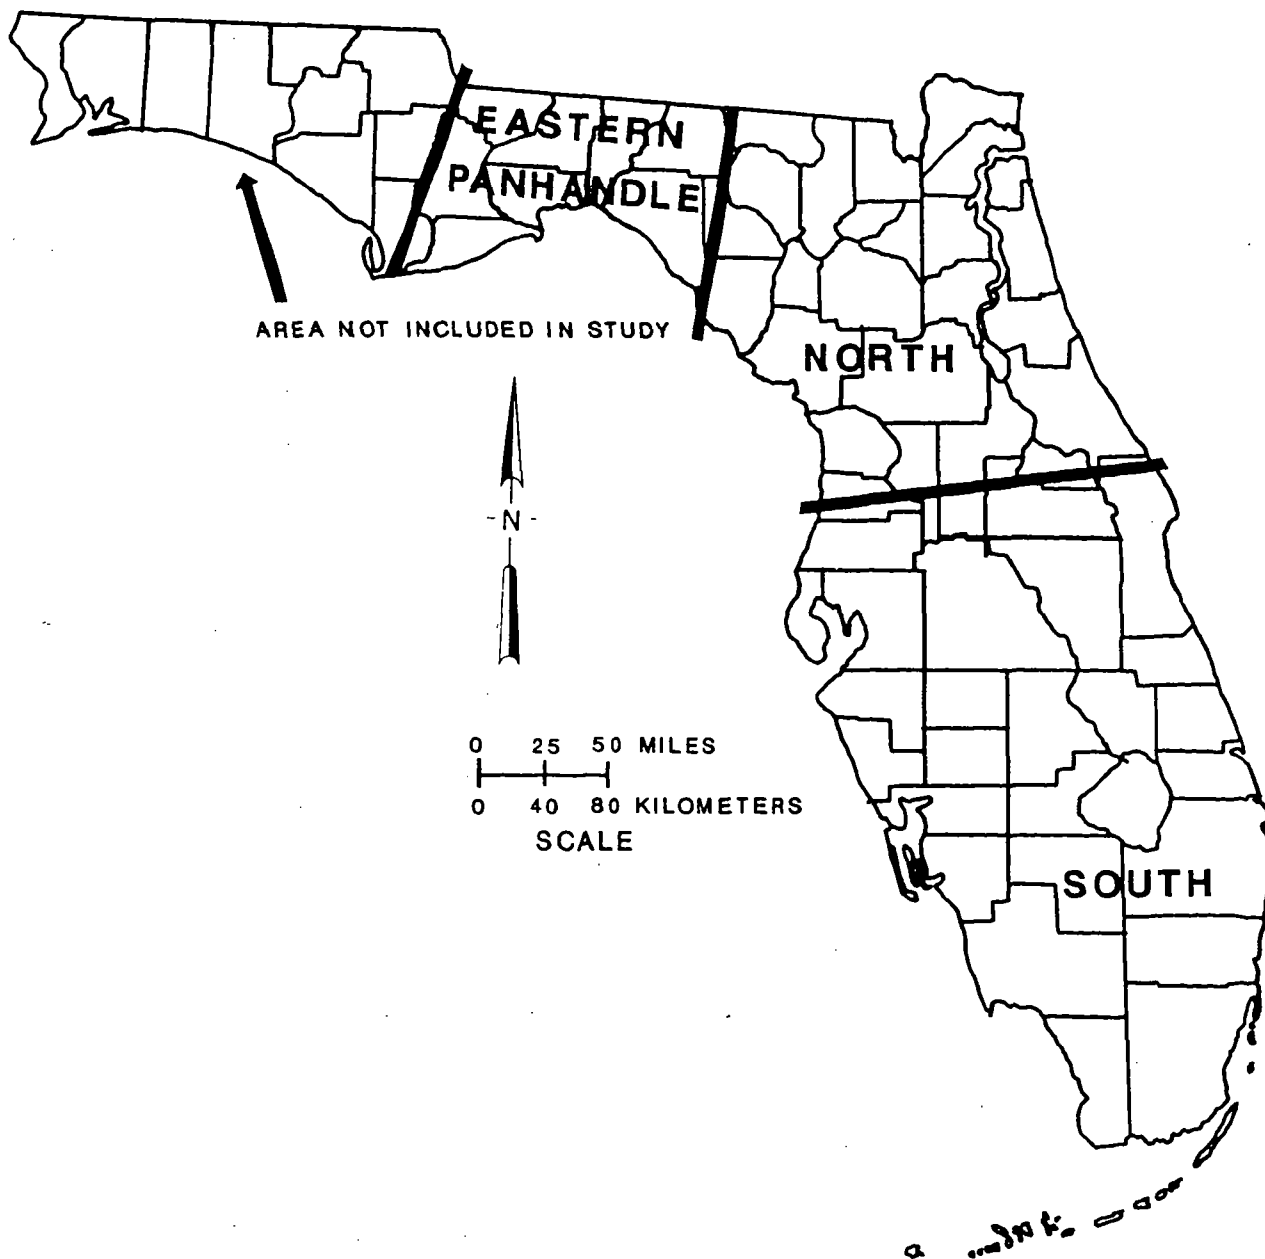 EASTERN
PANHANDLE
AREA NOT INCLUDED IN STUDY
NORTH
-N-
0 25 50 MILES
0 40 80 KILOMETERS
SCALE
SOUTH